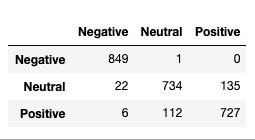 Negative Neutral Positive
Negative 849 1 0
Neutral 22 734 135
Positive 6 112 727